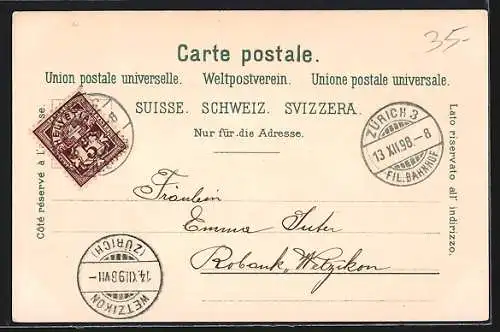 35-
Carte postale.
Union postale universelle. Weltpostverein. Unione postale universale.
SUISSE. SCHWEIZ. SVIZZERA.
Nur für die Adresse.
HELVETIA
5
ZÜRICH 3
13 XII.98.-8
FIL. BAHNHOF
Côté réservé à l'
Lato riservato all' indirizzo.
Fräulein
Emma Suter
Robank, Wetzikon
(ZÜRICH)
14.XII.98 VII-
WETZIKON